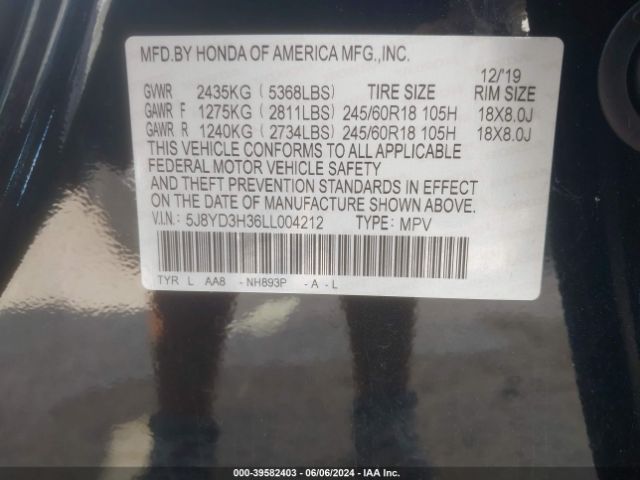 MFD.BY HONDA OF AMERICA MFG.,INC.
12/'19
GVWR 2435KG ( 5368LBS) TIRE SIZE RIM SIZE
GAWR F 1275KG ( 2811LBS) 245/60R18 105H 18X8.0J
GAWR R 1240KG ( 2734LBS) 245/60R18 105H 18X8.0J
THIS VEHICLE CONFORMS TO ALL APPLICABLE
FEDERAL MOTOR VEHICLE SAFETY
AND THEFT PREVENTION STANDARDS IN EFFECT
ON THE DATE OF MANUFACTURE SHOWN ABOVE.
V.I.N.: 5J8YD3H36LL004212 TYPE: MPV
TYR L AA8 - NH893P - A - L
000-39582403 - 06/06/2024 - IAA Inc.